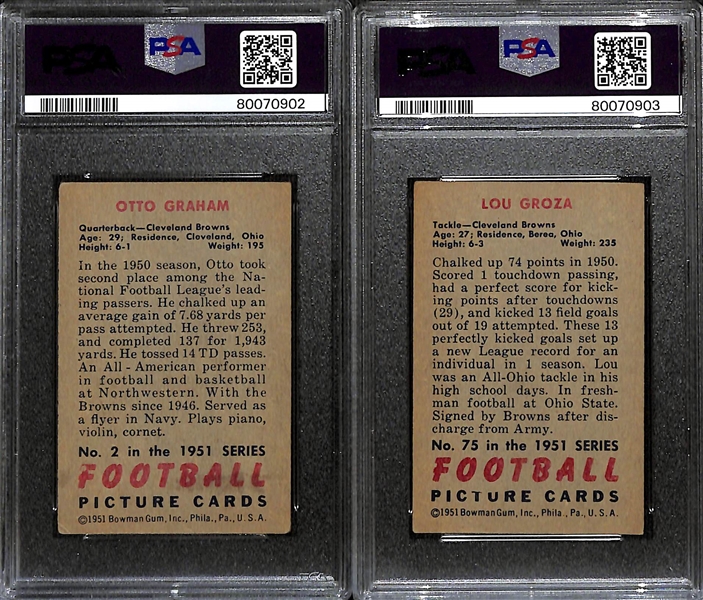 PSA
PSA
80070902
OTTO GRAHAM
Quarterback—Cleveland Browns
Age: 29; Residence, Cleveland, Ohio
Height: 6-1 Weight: 195
In the 1950 season, Otto took
second place among the Na-
tional Football League's lead-
ing passers. He chalked up an
average gain of 7.68 yards per
pass attempted. He threw 253,
and completed 137 for 1,943
yards. He tossed 14 TD passes.
An All - American performer
in football and basketball
at Northwestern. With the
Browns since 1946. Served as
a flyer in Navy. Plays piano,
violin, cornet.
No. 2 in the 1951 SERIES
FOOTBALL
PICTURE CARDS
©1951 Bowman Gum, Inc., Phila., Pa., U.S.A.
PSA
PSA
80070903
LOU GROZA
Tackle—Cleveland Browns
Age: 27; Residence, Berea, Ohio
Height: 6-3 Weight: 235
Chalked up 74 points in 1950.
Scored 1 touchdown passing,
had a perfect score for kick-
ing points after touchdowns
(29), and kicked 13 field goals
out of 19 attempted. These 13
perfectly kicked goals set up
a new League record for an
individual in 1 season. Lou
was an All-Ohio tackle in his
high school days. In fresh-
man football at Ohio State.
Signed by Browns after dis-
charge from Army.
No. 75 in the 1951 SERIES
FOOTBALL
PICTURE CARDS
©1951 Bowman Gum, Inc., Phila., Pa., U.S.A.